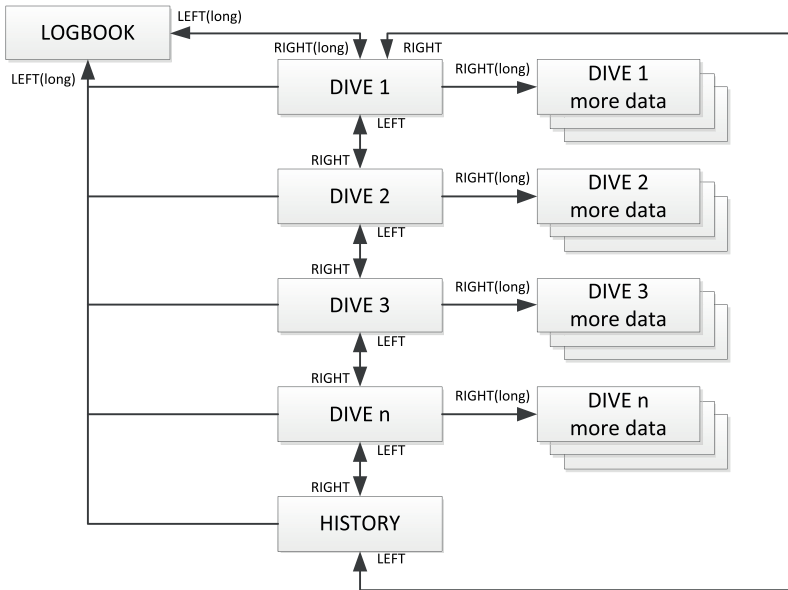 LOGBOOK
LEFT(long)
RIGHT(long)
RIGHT
LEFT(long)
DIVE 1
RIGHT(long)
DIVE 1
more data
LEFT
RIGHT
DIVE 2
RIGHT(long)
DIVE 2
more data
LEFT
RIGHT
DIVE 3
RIGHT(long)
DIVE 3
more data
LEFT
RIGHT
DIVE n
RIGHT(long)
DIVE n
more data
LEFT
RIGHT
HISTORY
LEFT